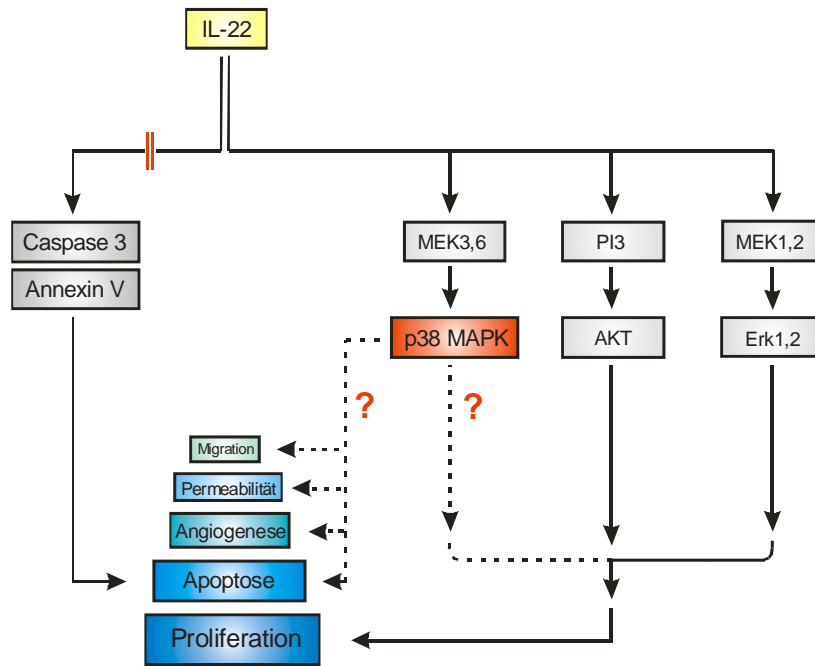 IL-22
Caspase 3
MEK3,6
PI3
MEK1,2
Annexin V
p38 MAPK
AKT
Erk1,2
?
?
Migration
Permeabilität
Angiogenese
Apoptose
Proliferation